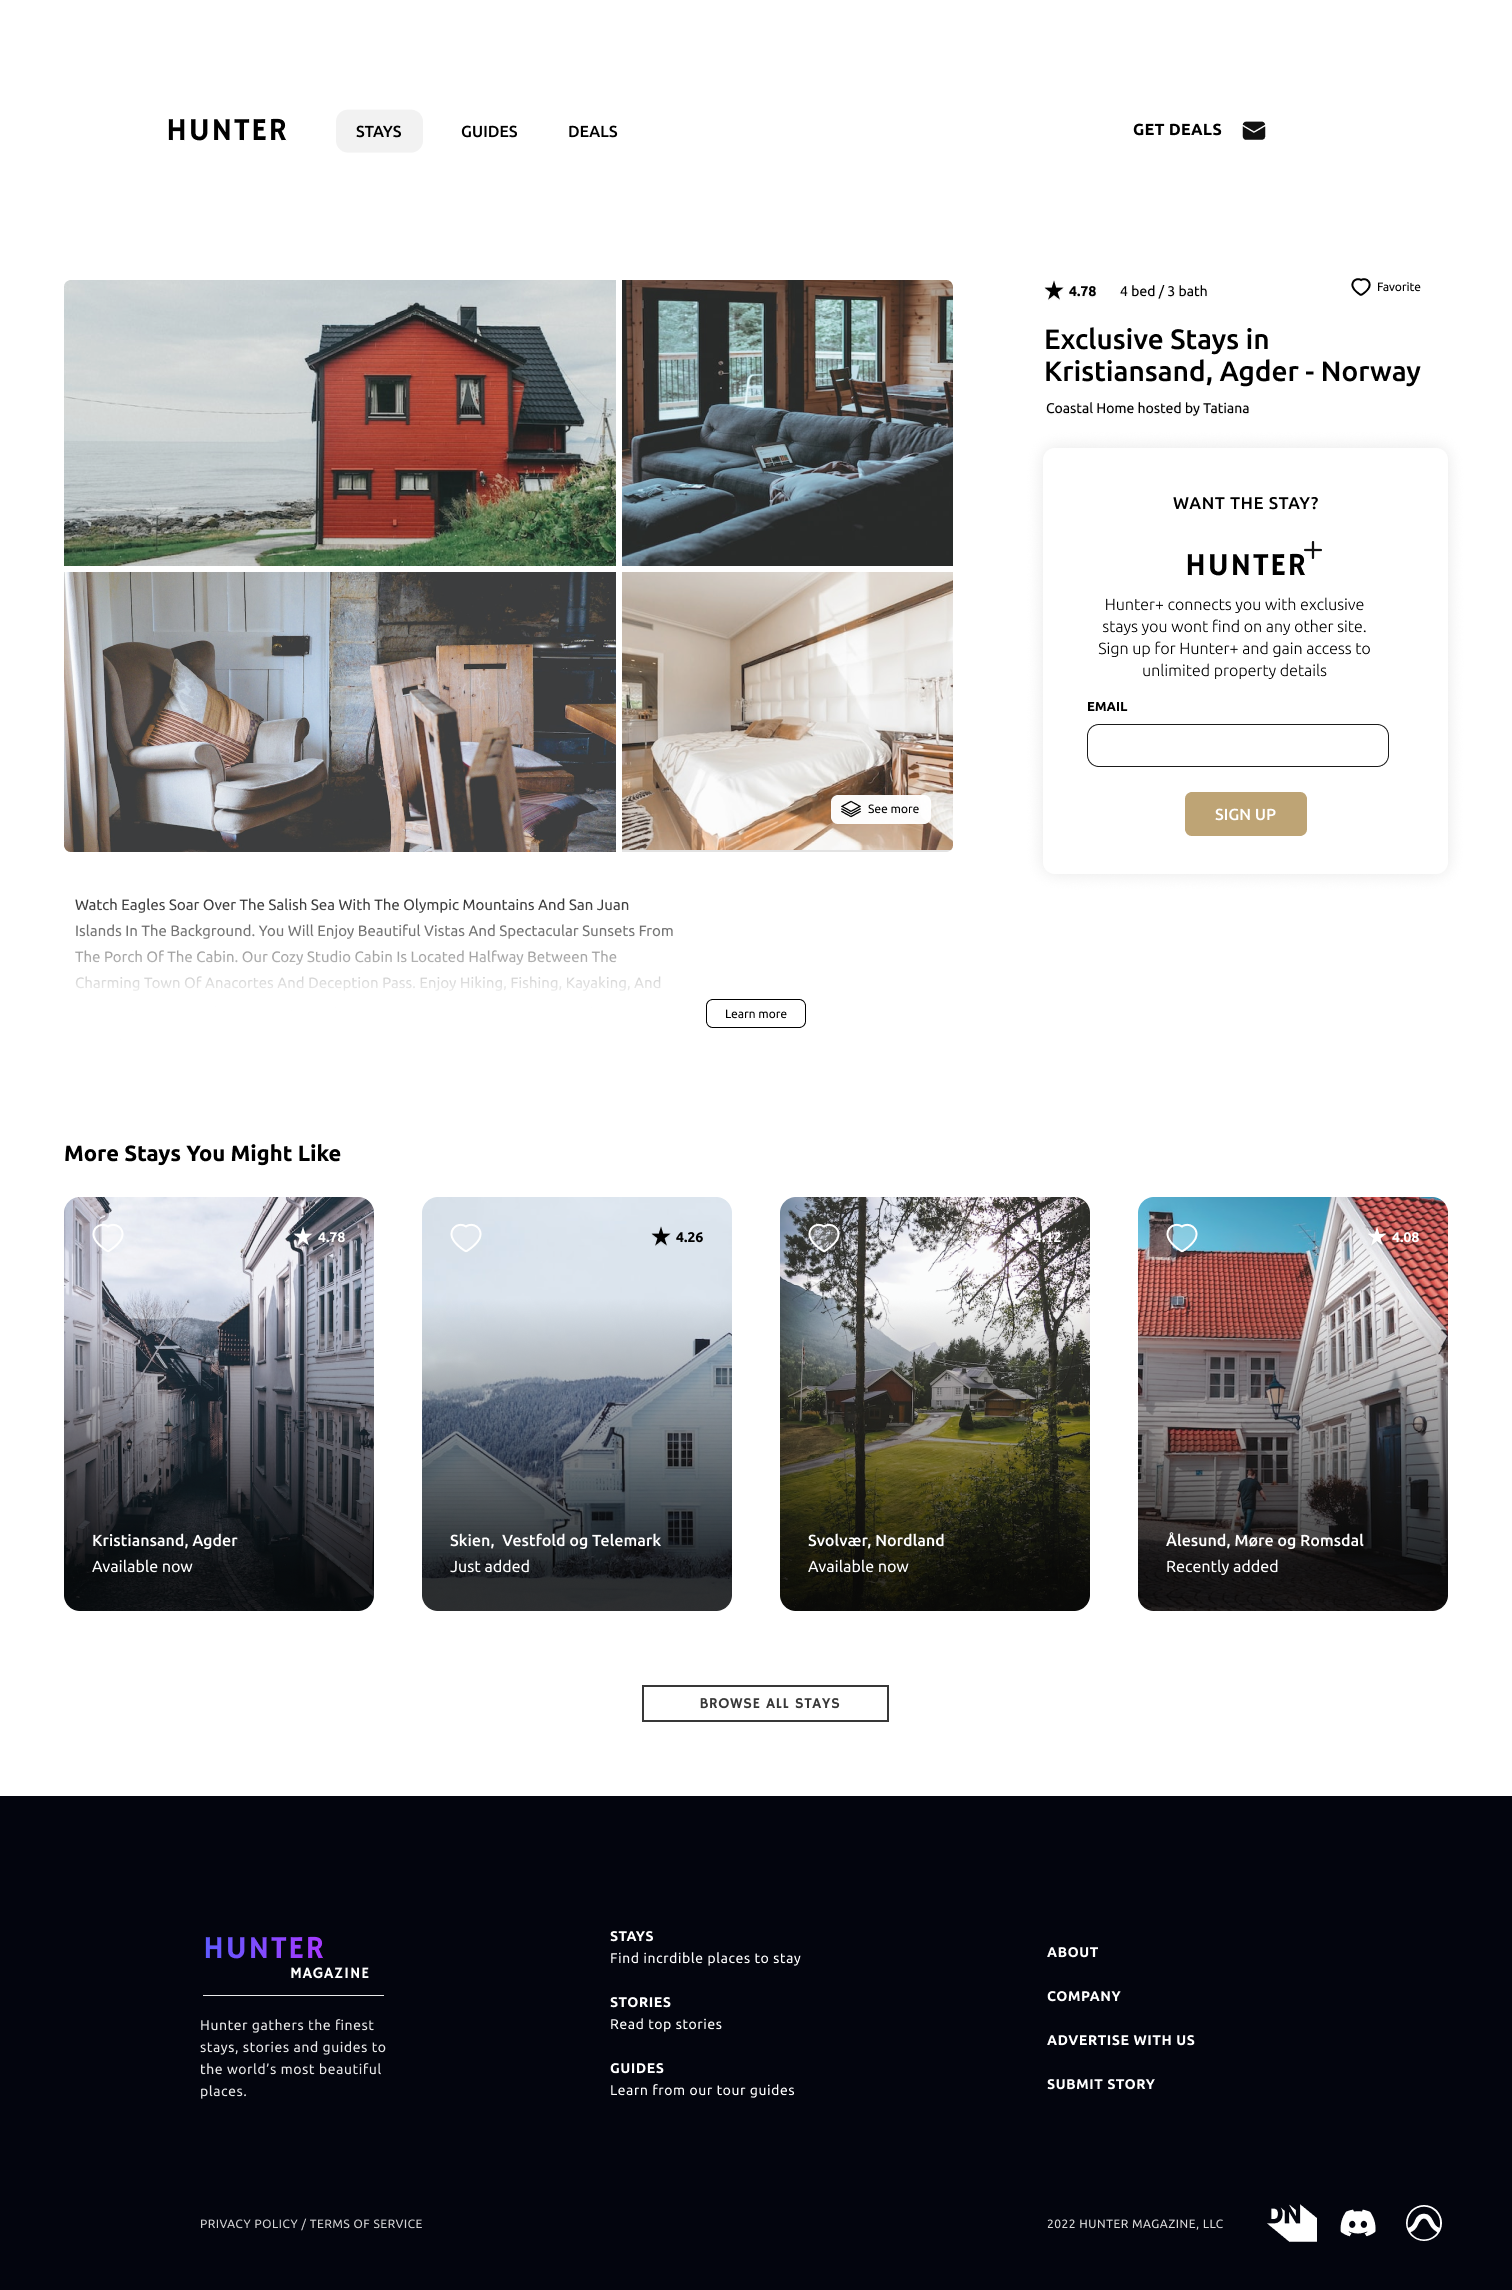 HUNTER
STAYS
GUIDES
DEALS
GET DEALS
4.78
4 bed / 3 bath
Favorite
Exclusive Stays in
Kristiansand, Agder - Norway
Coastal Home hosted by Tatiana
WANT THE STAY?
HUNTER+
Hunter+ connects you with exclusive
stays you wont find on any other site.
Sign up for Hunter+ and gain access to
unlimited property details
EMAIL
SIGN UP
See more
Watch Eagles Soar Over The Salish Sea With The Olympic Mountains And San Juan
Islands In The Background. You Will Enjoy Beautiful Vistas And Spectacular Sunsets From
The Porch Of The Cabin. Our Cozy Studio Cabin Is Located Halfway Between The
Charming Town Of Anacortes And Deception Pass. Enjoy Hiking, Fishing, Kayaking, And
Learn more
More Stays You Might Like
4.78
Kristiansand, Agder
Available now
4.26
Skien, Vestfold og Telemark
Just added
4.12
Svolvær, Nordland
Available now
4.08
Ålesund, Møre og Romsdal
Recently added
BROWSE ALL STAYS
HUNTER
MAGAZINE
Hunter gathers the finest
stays, stories and guides to
the world's most beautiful
places.
STAYS
Find incrdible places to stay
STORIES
Read top stories
GUIDES
Learn from our tour guides
ABOUT
COMPANY
ADVERTISE WITH US
SUBMIT STORY
PRIVACY POLICY / TERMS OF SERVICE
2022 HUNTER MAGAZINE, LLC
DN